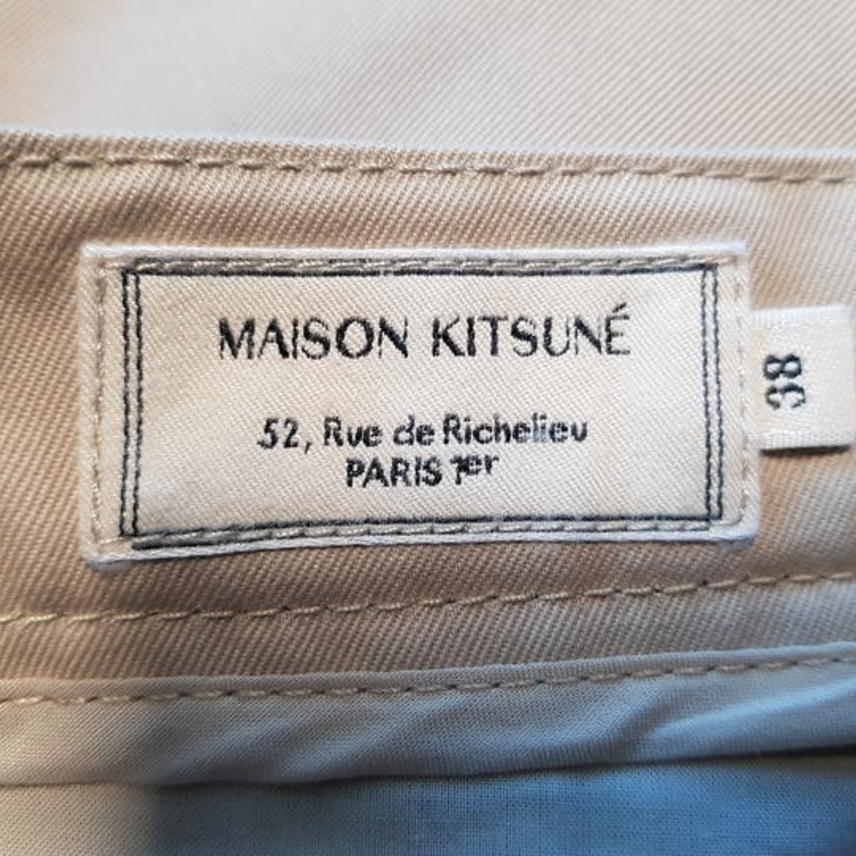 MAISON KITSUNÉ
52, Rue de Richelieu
PARIS 1er
38